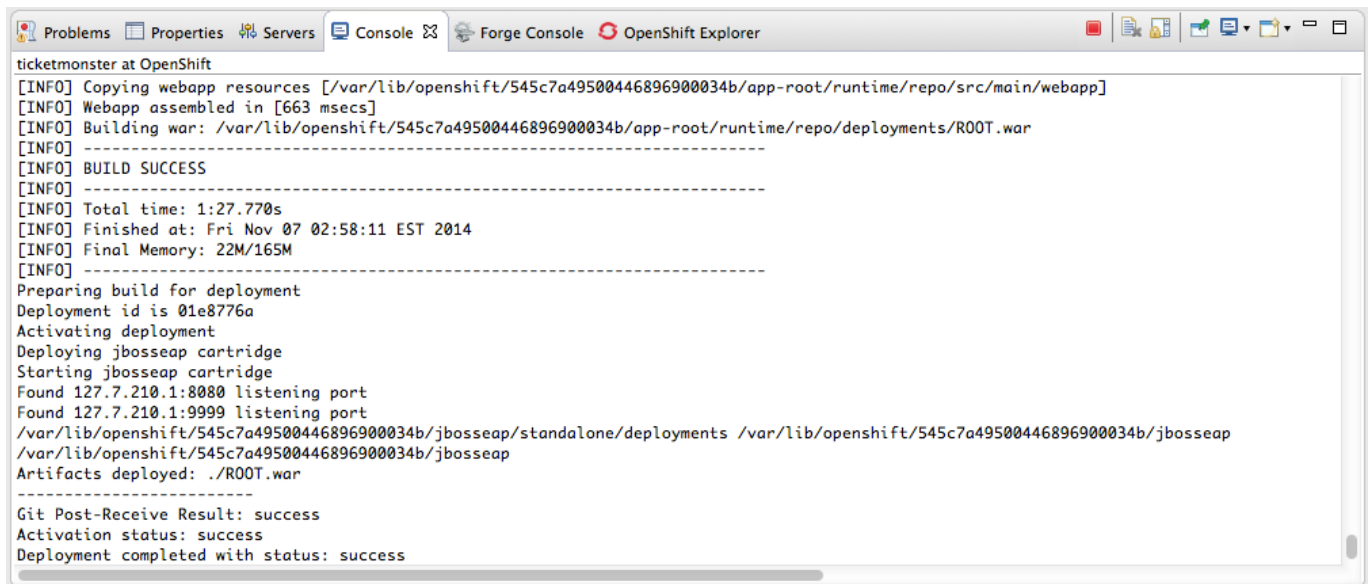 Problems Properties Servers Console Forge Console OpenShift Explorer
ticketmonster at OpenShift
[INFO] Copying webapp resources [/var/lib/openshift/545c7a49500446896900034b/app-root/runtime/repo/src/main/webapp]
[INFO] Webapp assembled in [663 msecs]
[INFO] Building war: /var/lib/openshift/545c7a49500446896900034b/app-root/runtime/repo/deployments/ROOT.war
[INFO] ------------------------------------------------------------------------
[INFO] BUILD SUCCESS
[INFO] ------------------------------------------------------------------------
[INFO] Total time: 1:27.770s
[INFO] Finished at: Fri Nov 07 02:58:11 EST 2014
[INFO] Final Memory: 22M/165M
[INFO] ------------------------------------------------------------------------
Preparing build for deployment
Deployment id is 01e8776a
Activating deployment
Deploying jbosseap cartridge
Starting jbosseap cartridge
Found 127.7.210.1:8080 listening port
Found 127.7.210.1:9999 listening port
/var/lib/openshift/545c7a49500446896900034b/jbosseap/standalone/deployments /var/lib/openshift/545c7a49500446896900034b/jbosseap
/var/lib/openshift/545c7a49500446896900034b/jbosseap
Artifacts deployed: ./ROOT.war
-------------------------
Git Post-Receive Result: success
Activation status: success
Deployment completed with status: success